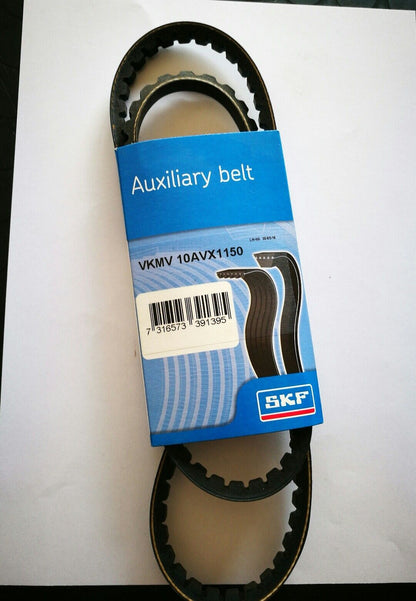 Auxiliary belt
VKMV 10AVX1150
7 316573 391395
SKF